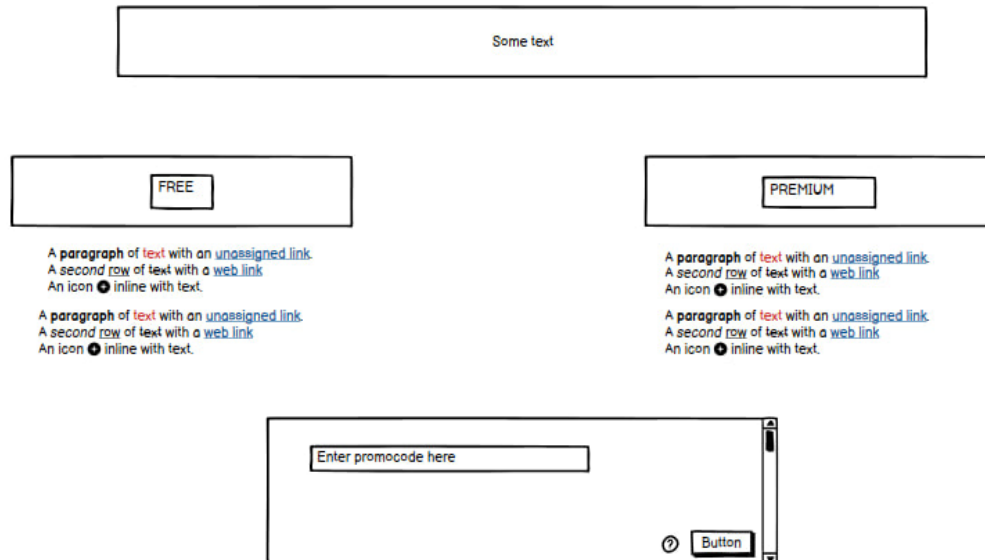 Some text
FREE
PREMIUM
A paragraph of text with an unassigned link.
A second row of text with a web link
An icon inline with text.
A paragraph of text with an unassigned link.
A second row of text with a web link
An icon inline with text.
A paragraph of text with an unassigned link.
A second row of text with a web link
An icon inline with text.
A paragraph of text with an unassigned link.
A second row of text with a web link
An icon inline with text.
Enter promocode here
? Button